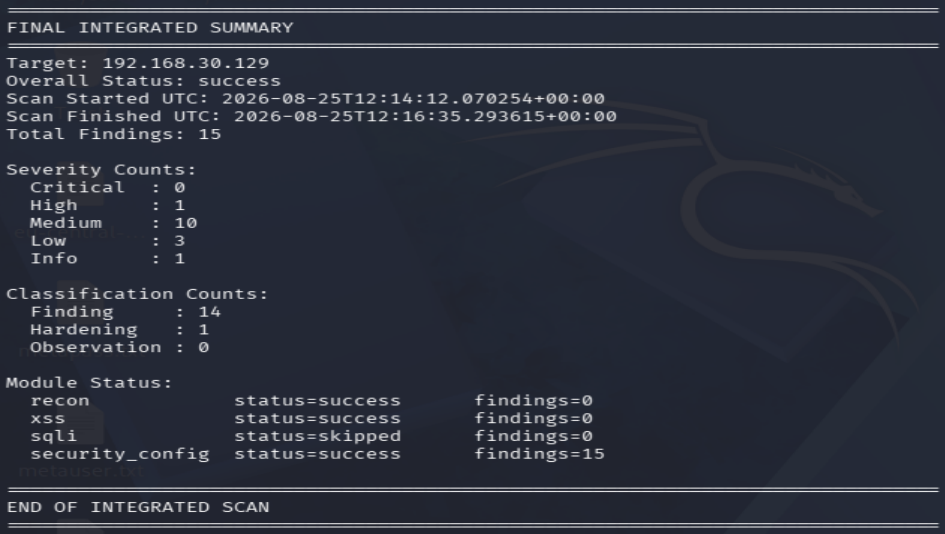 FINAL INTEGRATED SUMMARY
Target: 192.168.30.129
Overall Status: success
Scan Started UTC: 2026-08-25T12:14:12.070254+00:00
Scan Finished UTC: 2026-08-25T12:16:35.293615+00:00
Total Findings: 15
Severity Counts:
Critical : 0
High : 1
Medium : 10
Low : 3
Info : 1
Classification Counts:
Finding : 14
Hardening : 1
Observation : 0
Module Status:
recon status=success findings=0
xss status=success findings=0
sqli status=skipped findings=0
security_config status=success findings=15
metauser.txt
END OF INTEGRATED SCAN